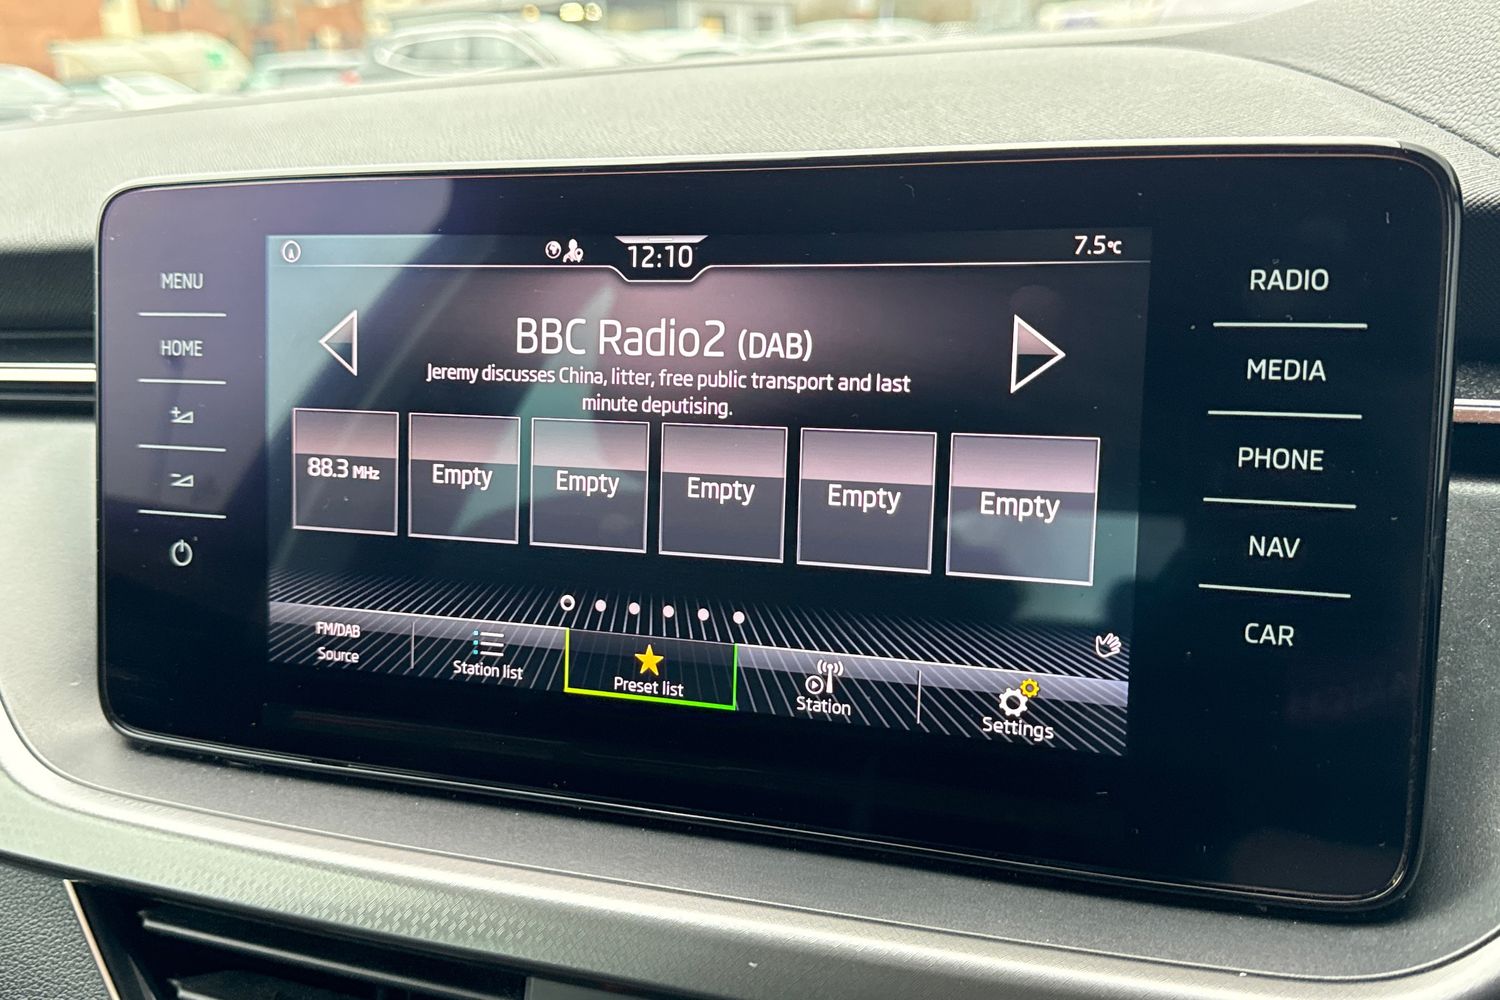 MENU
HOME
12:10
7.5°C
BBC Radio2 (DAB)
Jeremy discusses China, litter, free public transport and last
minute deputising.
88.3 MHz
Empty
Empty
Empty
Empty
Empty
FM/DAB
Source
Station list
Preset list
Station
Settings
RADIO
MEDIA
PHONE
NAV
CAR